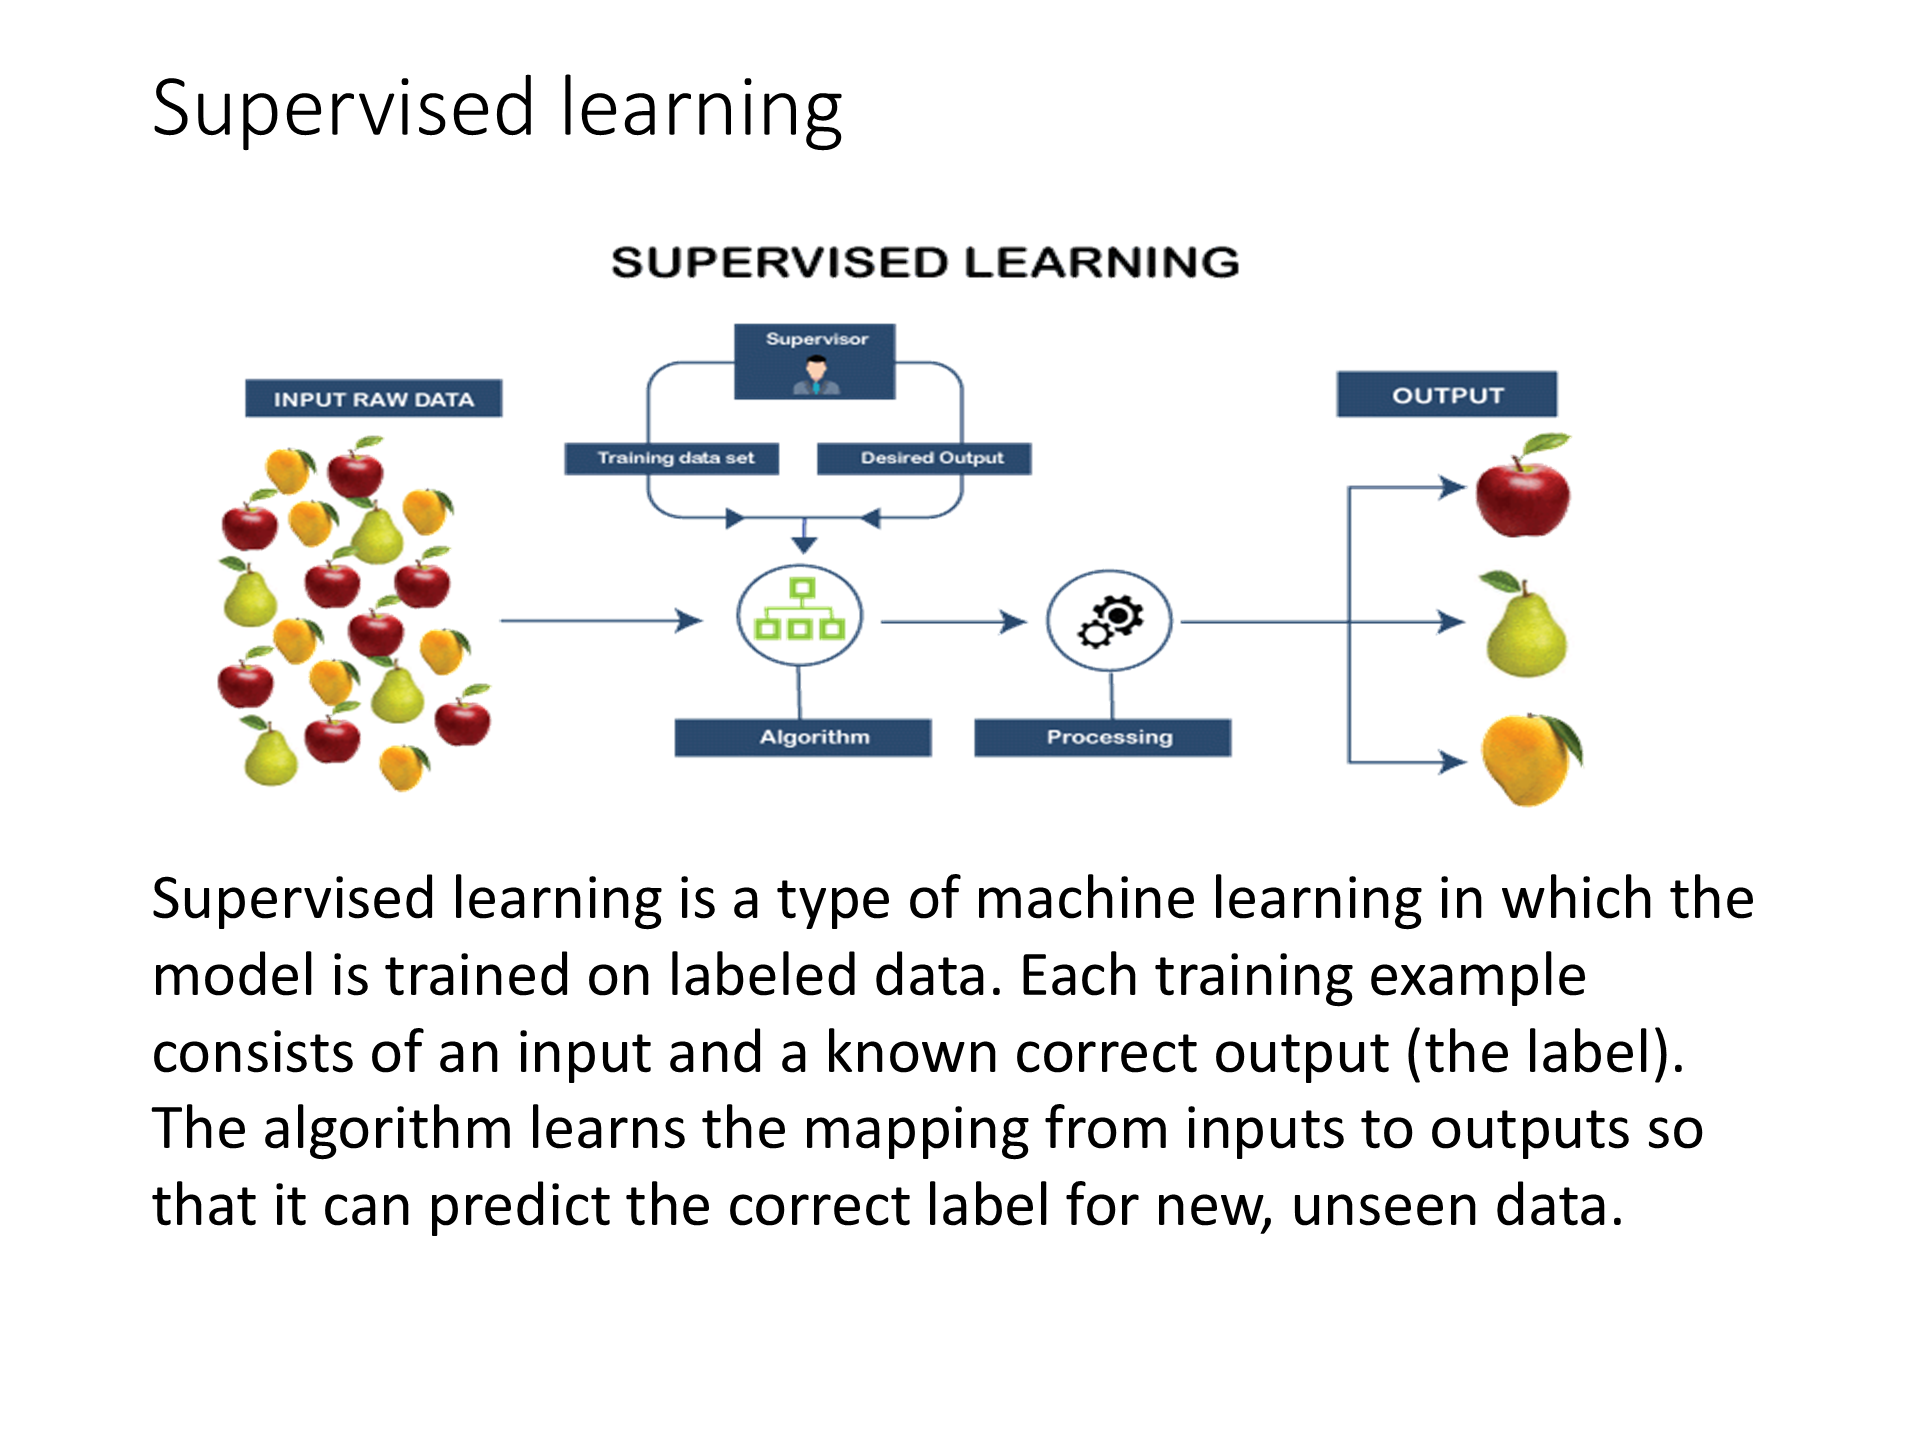 Supervised learning
SUPERVISED LEARNING
Supervisor
INPUT RAW DATA
OUTPUT
Training data set
Desired Output
Algorithm
Processing
Supervised learning is a type of machine learning in which the
model is trained on labeled data. Each training example
consists of an input and a known correct output (the label).
The algorithm learns the mapping from inputs to outputs so
that it can predict the correct label for new, unseen data.